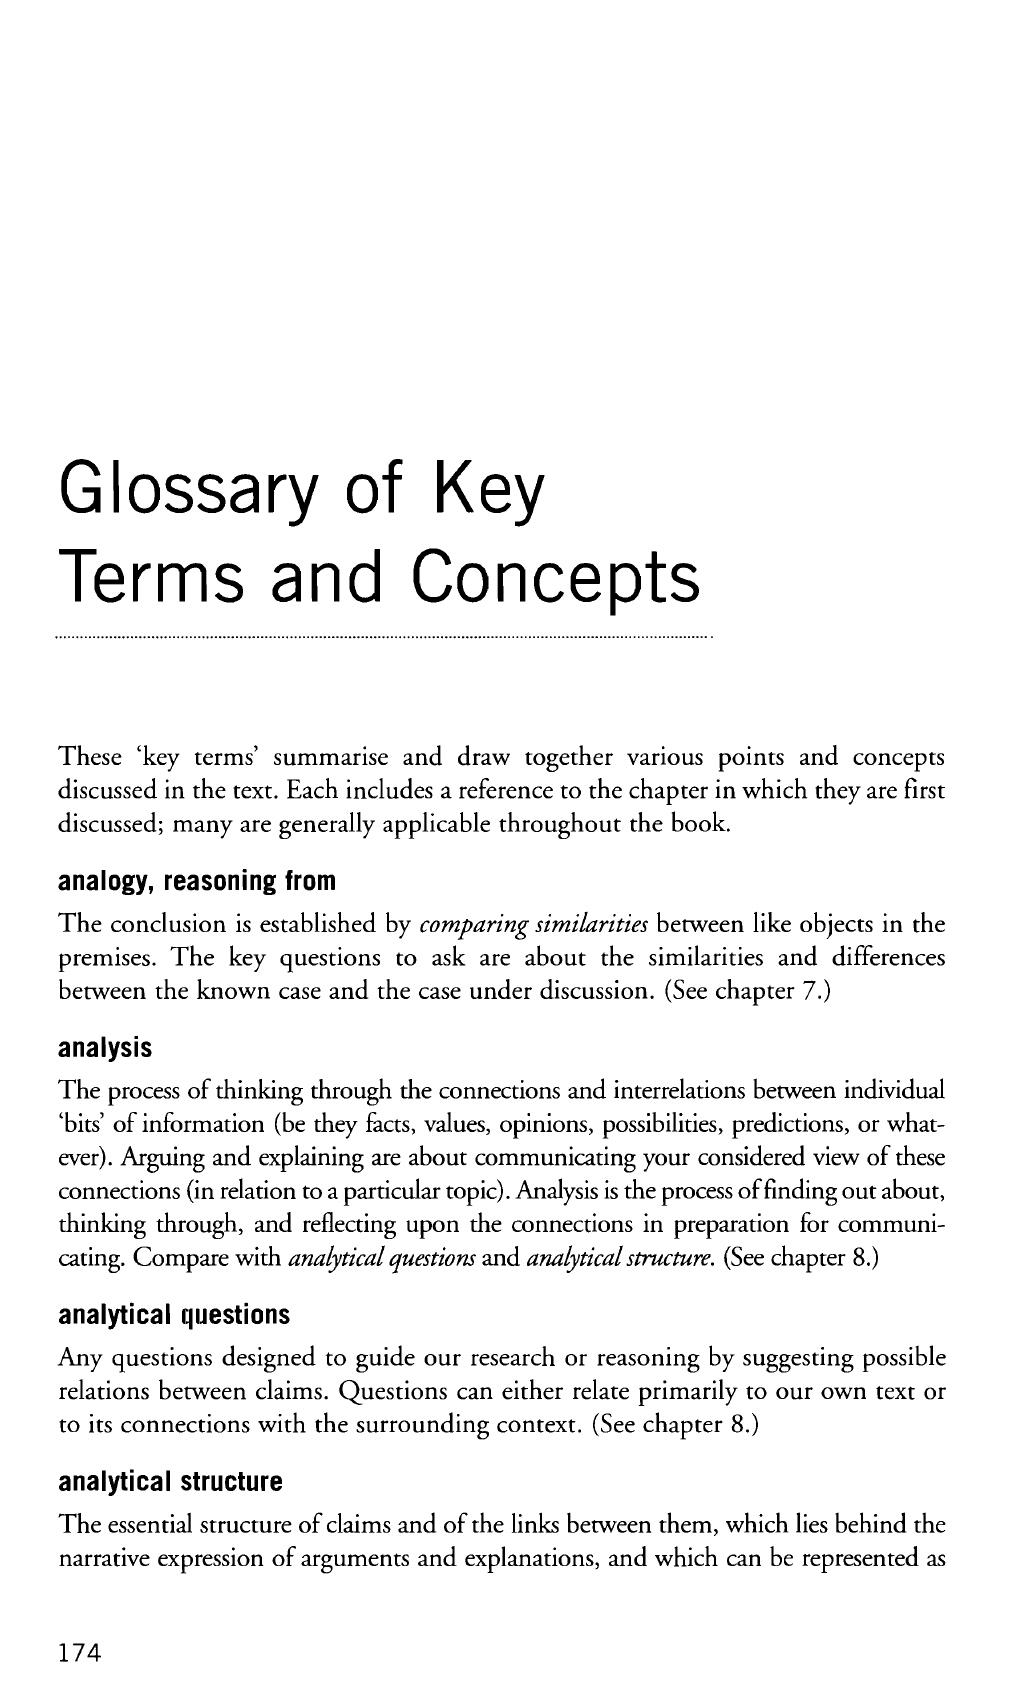 Glossary of Key
Terms and Concepts
These ‘key terms’ summarise and draw together various points and concepts
discussed in the text. Each includes a reference to the chapter in which they are first
discussed; many are generally applicable throughout the book.
analogy, reasoning from
The conclusion is established by comparing similarities between like objects in the
premises. The key questions to ask are about the similarities and differences
between the known case and the case under discussion. (See chapter 7.)
analysis
The process of thinking through the connections and interrelations between individual
‘bits’ of information (be they facts, values, opinions, possibilities, predictions, or what-
ever). Arguing and explaining are about communicating your considered view of these
connections (in relation to a particular topic). Analysis is the process of finding out about,
thinking through, and reflecting upon the connections in preparation for communi-
cating. Compare with analytical questions and analytical structure. (See chapter 8.)
analytical questions
Any questions designed to guide our research or reasoning by suggesting possible
relations between claims. Questions can either relate primarily to our own text or
to its connections with the surrounding context. (See chapter 8.)
analytical structure
The essential structure of claims and of the links between them, which lies behind the
narrative expression of arguments and explanations, and which can be represented as
174